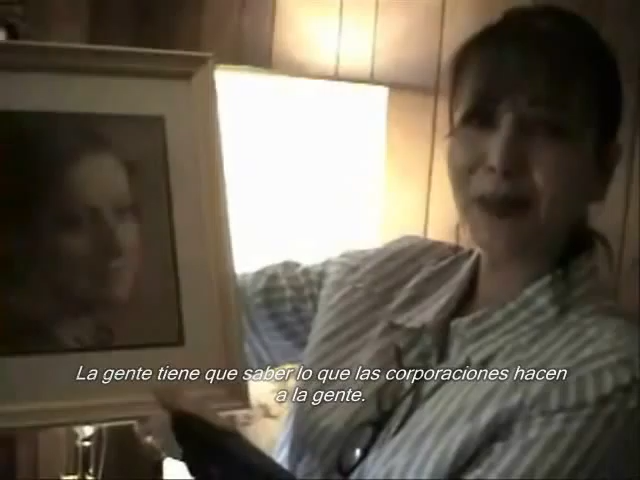 La gente tiene que saber lo que las corporaciones hacen
a la gente.